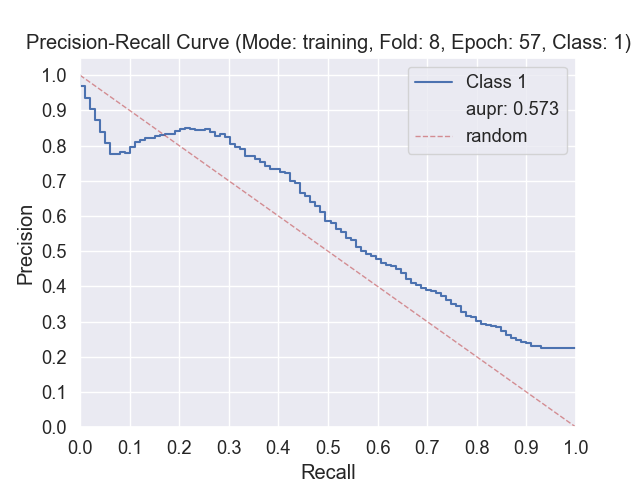 Precision-Recall Curve (Mode: training, Fold: 8, Epoch: 57, Class: 1)
Class 1
aupr: 0.573
random
Precision
1.0
0.9
0.8
0.7
0.6
0.5
0.4
0.3
0.2
0.1
0.0
0.0 0.1 0.2 0.3 0.4 0.5 0.6 0.7 0.8 0.9 1.0
Recall